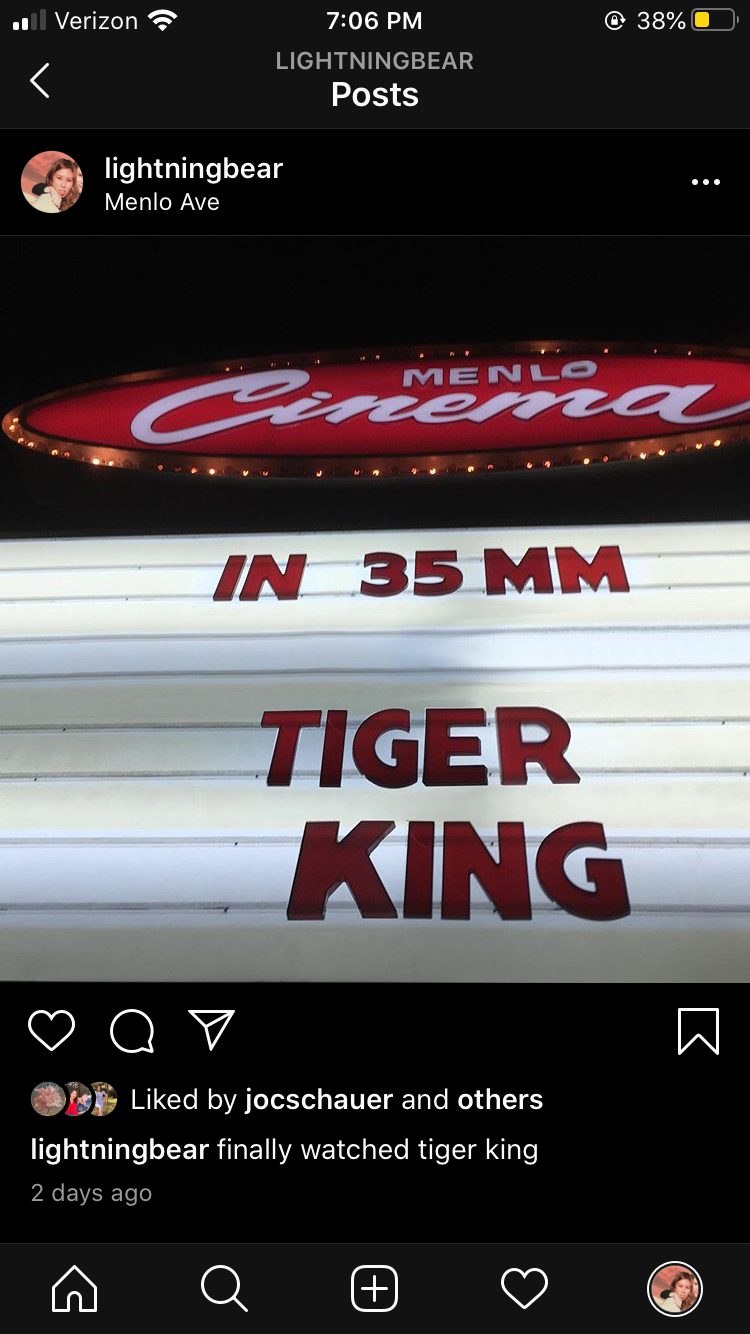 Verizon 7:06 PM 38%
LIGHTNINGBEAR
Posts
lightningbear
Menlo Ave
MENLO
Cinema
IN 35 MM
TIGER
KING
Liked by jocschauer and others
lightningbear finally watched tiger king
2 days ago